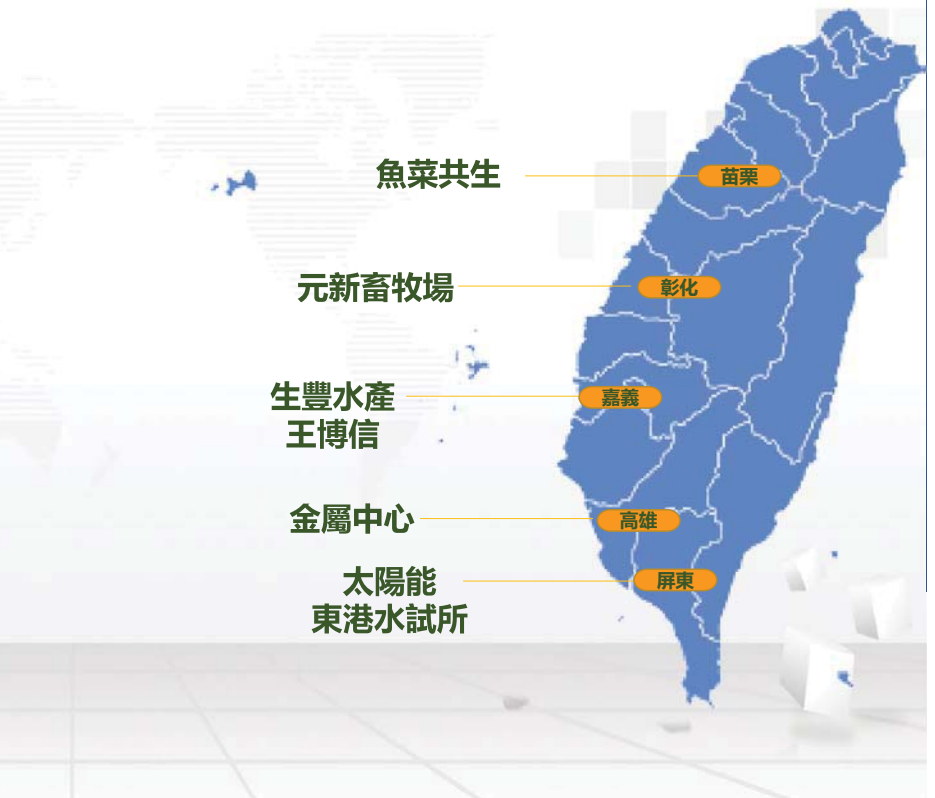 魚菜共生
苗栗
元新畜牧場
彰化
生豐水產
王博信
嘉義
金屬中心
高雄
太陽能
東港水試所
屏東